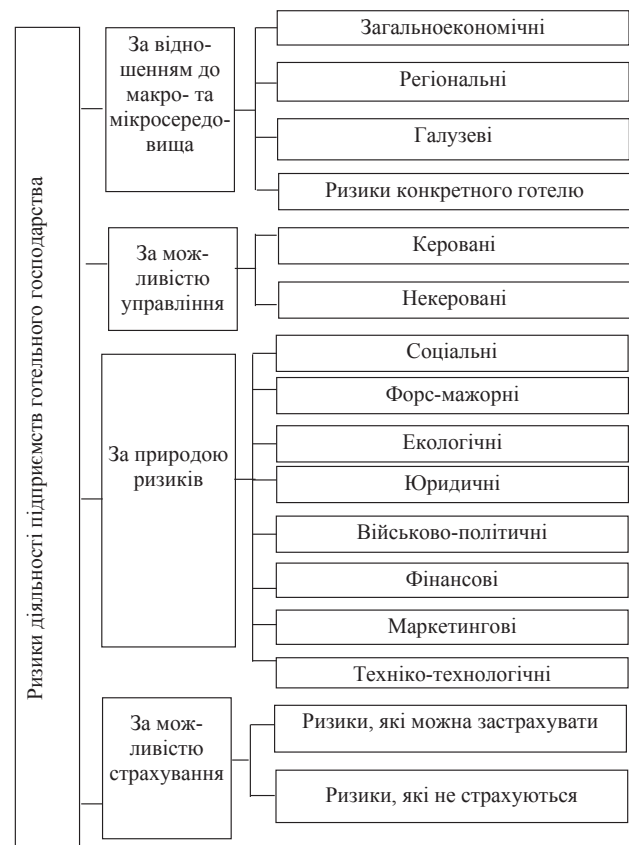 Ризики діяльності підприємств готельного господарства
За відно-
шенням до
макро- та
мікросередо-
вища
Загальноекономічні
Регіональні
Галузеві
Ризики конкретного готелю
За мож-
ливістю
управління
Керовані
Некеровані
За природою
ризиків
Соціальні
Форс-мажорні
Екологічні
Юридичні
Військово-політичні
Фінансові
Маркетингові
Техніко-технологічні
За мож-
ливістю
страхування
Ризики, які можна застрахувати
Ризики, які не страхуються